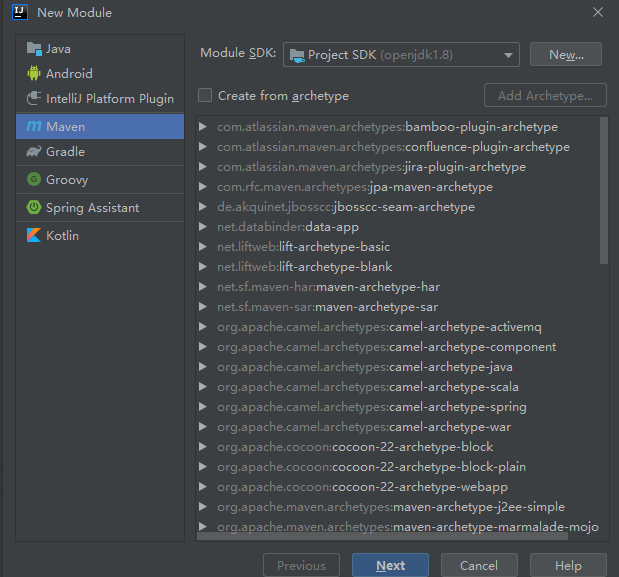 New Module
Java
Android
IntelliJ Platform Plugin
Maven
Gradle
Groovy
Spring Assistant
Kotlin
Module SDK: Project SDK (openjdk1.8) New...
Create from archetype Add Archetype...
com.atlassian.maven.archetypes:bamboo-plugin-archetype
com.atlassian.maven.archetypes:confluence-plugin-archetype
com.atlassian.maven.archetypes:jira-plugin-archetype
com.rfc.maven.archetypes:jpa-maven-archetype
de.akquinet.jbosscc:jbosscc-seam-archetype
net.databinder:data-app
net.liftweb:lift-archetype-basic
net.liftweb:lift-archetype-blank
net.sf.maven-har:maven-archetype-har
net.sf.maven-sar:maven-archetype-sar
org.apache.camel.archetypes:camel-archetype-activemq
org.apache.camel.archetypes:camel-archetype-component
org.apache.camel.archetypes:camel-archetype-java
org.apache.camel.archetypes:camel-archetype-scala
org.apache.camel.archetypes:camel-archetype-spring
org.apache.camel.archetypes:camel-archetype-war
org.apache.cocoon:cocoon-22-archetype-block
org.apache.cocoon:cocoon-22-archetype-block-plain
org.apache.cocoon:cocoon-22-archetype-webapp
org.apache.maven.archetypes:maven-archetype-j2ee-simple
org.apache.maven.archetypes:maven-archetype-marmalade-mojo
Previous Next Cancel Help